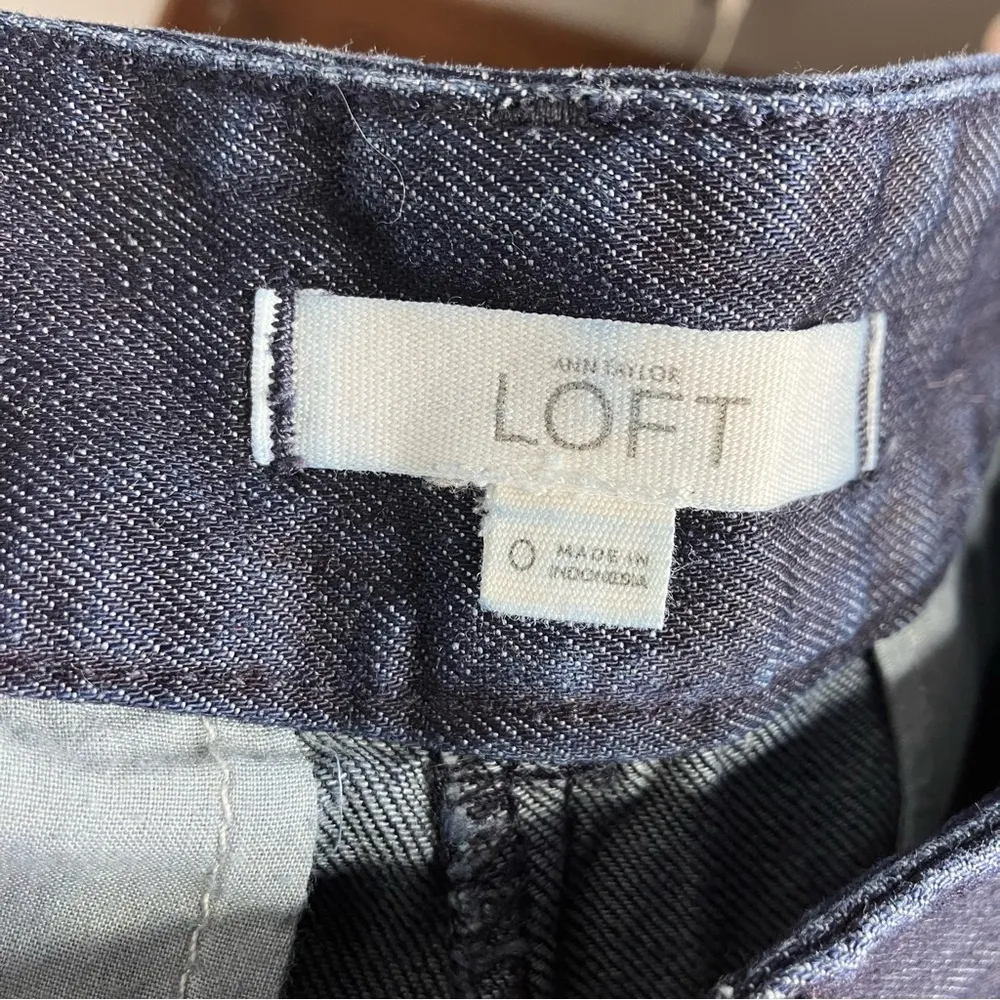 ANN TAYLOR
LOFT
0 MADE IN
INDONESIA